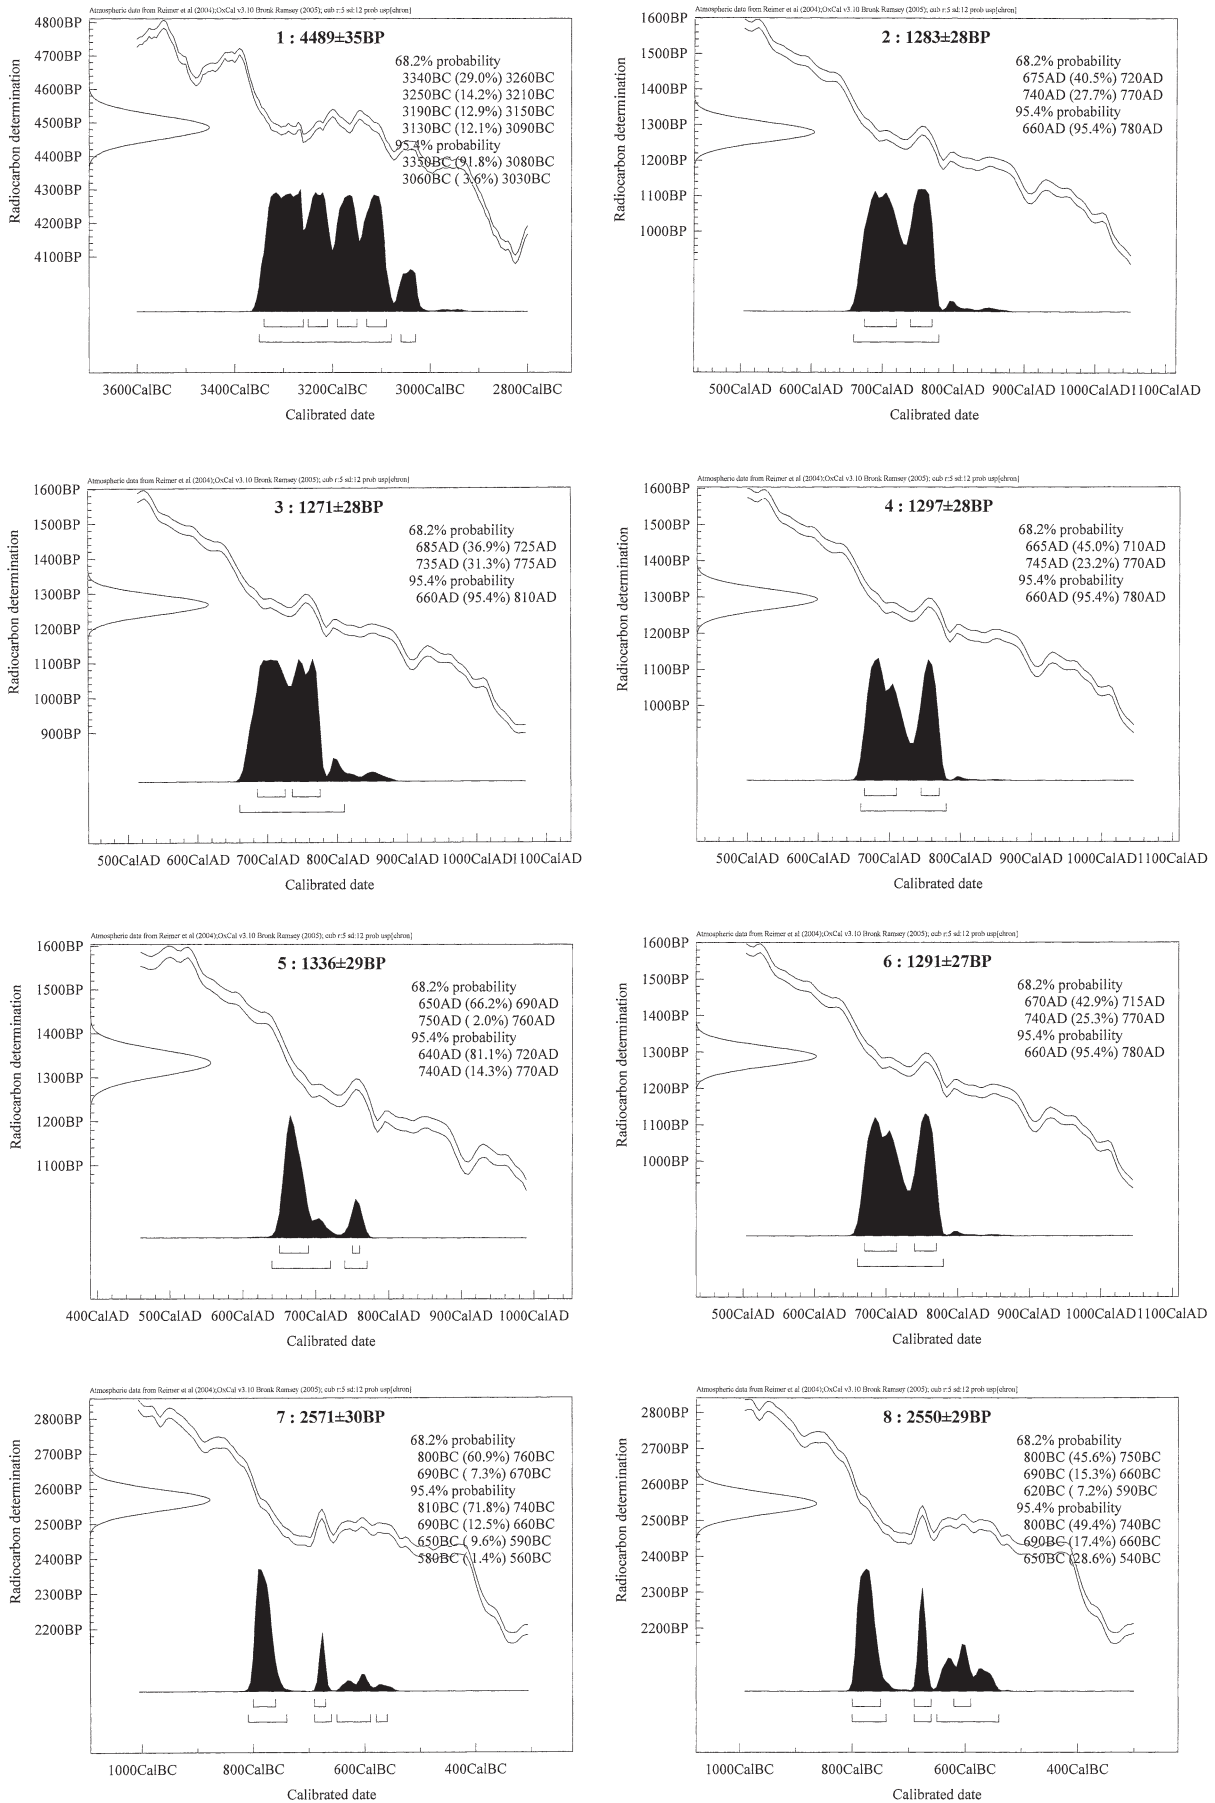 Atmospheric data from Reimer et al (2004);OxCal v3.10 Bronk Ramsey (2005); cub r:5 sd:12 prob usp[chron]
1 : 4489±35BP
68.2% probability
3340BC (29.0%) 3260BC
3250BC (14.2%) 3210BC
3190BC (12.9%) 3150BC
3130BC (12.1%) 3090BC
95.4% probability
3350BC (91.8%) 3080BC
3060BC ( 3.6%) 3030BC
Radiocarbon determination
4800BP
4700BP
4600BP
4500BP
4400BP
4300BP
4200BP
4100BP
3600CalBC 3400CalBC 3200CalBC 3000CalBC 2800CalBC
Calibrated date
Atmospheric data from Reimer et al (2004);OxCal v3.10 Bronk Ramsey (2005); cub r:5 sd:12 prob usp[chron]
2 : 1283±28BP
68.2% probability
675AD (40.5%) 720AD
740AD (27.7%) 770AD
95.4% probability
660AD (95.4%) 780AD
Radiocarbon determination
1600BP
1500BP
1400BP
1300BP
1200BP
1100BP
1000BP
500CalAD 600CalAD 700CalAD 800CalAD 900CalAD 1000CalAD 1100CalAD
Calibrated date
Atmospheric data from Reimer et al (2004);OxCal v3.10 Bronk Ramsey (2005); cub r:5 sd:12 prob usp[chron]
3 : 1271±28BP
68.2% probability
685AD (36.9%) 725AD
735AD (31.3%) 775AD
95.4% probability
660AD (95.4%) 810AD
Radiocarbon determination
1600BP
1500BP
1400BP
1300BP
1200BP
1100BP
1000BP
900BP
500CalAD 600CalAD 700CalAD 800CalAD 900CalAD 1000CalAD 1100CalAD
Calibrated date
Atmospheric data from Reimer et al (2004);OxCal v3.10 Bronk Ramsey (2005); cub r:5 sd:12 prob usp[chron]
4 : 1297±28BP
68.2% probability
665AD (45.0%) 710AD
745AD (23.2%) 770AD
95.4% probability
660AD (95.4%) 780AD
Radiocarbon determination
1600BP
1500BP
1400BP
1300BP
1200BP
1100BP
1000BP
500CalAD 600CalAD 700CalAD 800CalAD 900CalAD 1000CalAD 1100CalAD
Calibrated date
Atmospheric data from Reimer et al (2004);OxCal v3.10 Bronk Ramsey (2005); cub r:5 sd:12 prob usp[chron]
5 : 1336±29BP
68.2% probability
650AD (66.2%) 690AD
750AD ( 2.0%) 760AD
95.4% probability
640AD (81.1%) 720AD
740AD (14.3%) 770AD
Radiocarbon determination
1600BP
1500BP
1400BP
1300BP
1200BP
1100BP
400CalAD 500CalAD 600CalAD 700CalAD 800CalAD 900CalAD 1000CalAD
Calibrated date
Atmospheric data from Reimer et al (2004);OxCal v3.10 Bronk Ramsey (2005); cub r:5 sd:12 prob usp[chron]
6 : 1291±27BP
68.2% probability
670AD (42.9%) 715AD
740AD (25.3%) 770AD
95.4% probability
660AD (95.4%) 780AD
Radiocarbon determination
1600BP
1500BP
1400BP
1300BP
1200BP
1100BP
1000BP
500CalAD 600CalAD 700CalAD 800CalAD 900CalAD 1000CalAD 1100CalAD
Calibrated date
Atmospheric data from Reimer et al (2004);OxCal v3.10 Bronk Ramsey (2005); cub r:5 sd:12 prob usp[chron]
7 : 2571±30BP
68.2% probability
800BC (60.9%) 760BC
690BC ( 7.3%) 670BC
95.4% probability
810BC (71.8%) 740BC
690BC (12.5%) 660BC
650BC ( 9.6%) 590BC
580BC ( 1.4%) 560BC
Radiocarbon determination
2800BP
2700BP
2600BP
2500BP
2400BP
2300BP
2200BP
1000CalBC 800CalBC 600CalBC 400CalBC
Calibrated date
Atmospheric data from Reimer et al (2004);OxCal v3.10 Bronk Ramsey (2005); cub r:5 sd:12 prob usp[chron]
8 : 2550±29BP
68.2% probability
800BC (45.6%) 750BC
690BC (15.3%) 660BC
620BC ( 7.2%) 590BC
95.4% probability
800BC (49.4%) 740BC
690BC (17.4%) 660BC
650BC (28.6%) 540BC
Radiocarbon determination
2800BP
2700BP
2600BP
2500BP
2400BP
2300BP
2200BP
1000CalBC 800CalBC 600CalBC 400CalBC
Calibrated date